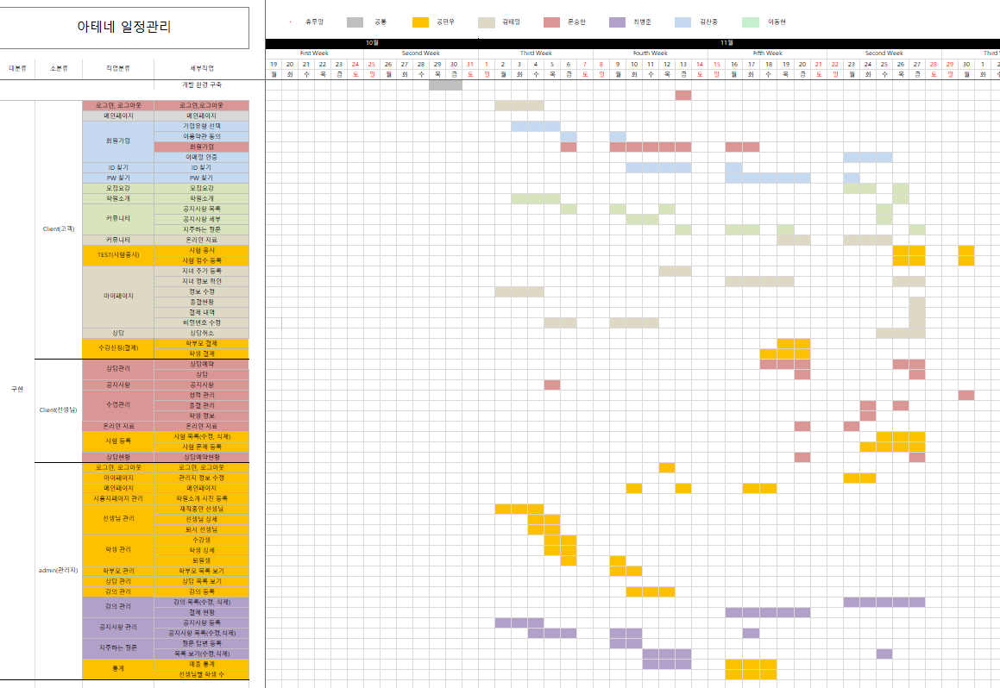 아테네 일정관리
휴무일 공통 공민우 김태일 문승헌 최병호 김찬중 이동현
10월 11월
First Week Second Week Third Week Fourth Week Fifth Week Second Week Third
대분류 소분류 작업분류 세부작업
19 20 21 22 23 24 25 26 27 28 29 30 31 1 2 3 4 5 6 7 8 9 10 11 12 13 14 15 16 17 18 19 20 21 22 23 24 25 26 27 28 29 30 1 2
월 화 수 목 금 토 일 월 화 수 목 금 토 일 월 화 수 목 금 토 일 월 화 수 목 금 토 일 월 화 수 목 금 토 일 월 화 수 목 금 토 일 월 화 수
개발 환경 구축
구현
Client(고객)
로그인, 로그아웃 로그인,로그아웃
메인페이지 메인페이지
회원가입 가입유형 선택
이용약관 동의
회원가입
이메일 인증
ID 찾기 ID 찾기
PW 찾기 PW 찾기
모집요강 모집요강
학원소개 학원소개
커뮤니티 공지사항 목록
공지사항 세부
자주하는 질문
커뮤니티 온라인 자료
TEST(시험응시) 시험 응시
시험 점수 등록
마이페이지 자녀 추가 등록
자녀 정보 확인
정보 수정
출결현황
결제 내역
비밀번호 수정
상담 상담취소
수강신청(결제) 학부모 결제
학생 결제
Client(선생님)
상담관리 상담예약
상담
공지사항 공지사항
수업관리 성적 관리
출결 관리
학생 정보
온라인 자료 온라인 자료
시험 등록 시험 목록(수정, 삭제)
시험 문제 등록
상담현황 상담예약현황
admin(관리자)
로그인, 로그아웃 로그인, 로그아웃
마이페이지 관리자 정보 수정
메인페이지 메인페이지
사용자페이지 관리 학원소개 사진 등록
선생님 관리 재직중인 선생님
선생님 상세
퇴사 선생님
학생 관리 수강생
학생 상세
퇴원생
학부모 관리 학부모 목록 보기
상담 관리 상담 목록 보기
강의 관리 강의 등록
강의 관리 강의 목록(수정, 삭제)
결제 현황
공지사항 관리 공지사항 등록
공지사항 목록(수정,삭제)
자주하는 질문 질문 답변 등록
목록 보기(수정,삭제)
통계 매출 통계
선생님별 학생 수